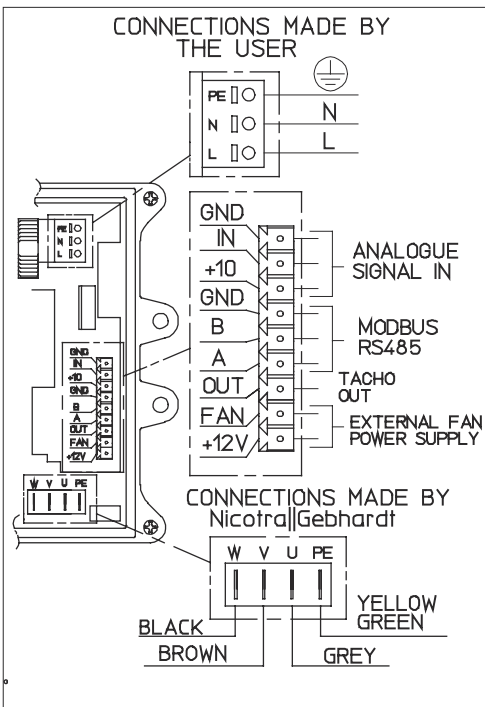 CONNECTIONS MADE BY
THE USER
PE
N
L
N
L
PE
N
L
GND
IN
+10
GND
B
A
OUT
FAN
+12V
ANALOGUE
SIGNAL IN
MODBUS
RS485
TACHO
OUT
EXTERNAL FAN
POWER SUPPLY
GND
IN
+10
GND
B
A
OUT
FAN
+12V
W V U PE
CONNECTIONS MADE BY
Nicotra||Gebhardt
W V U PE
BLACK
BROWN
YELLOW
GREEN
GREY